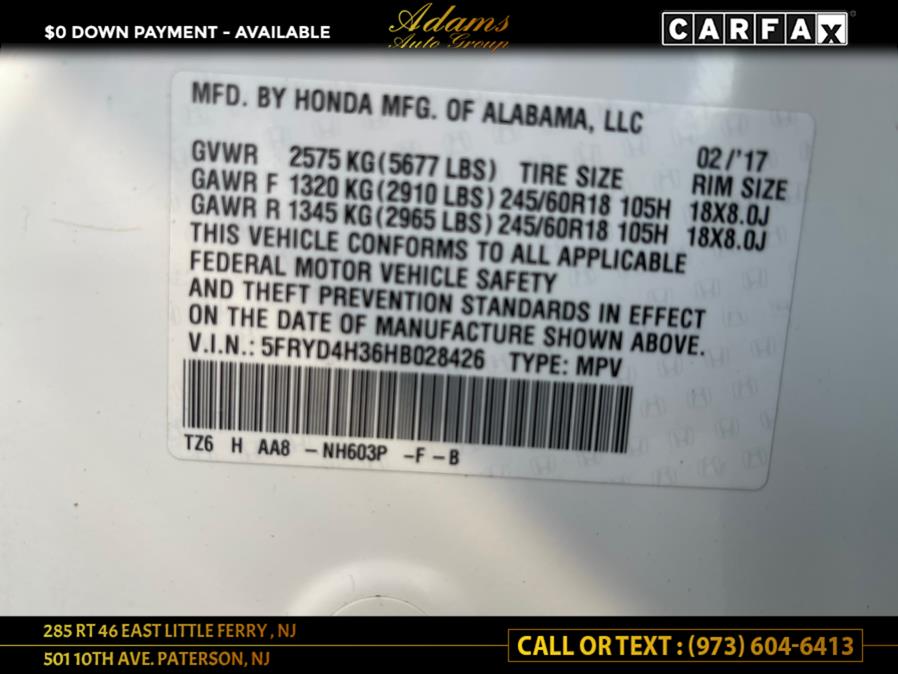 $0 DOWN PAYMENT - AVAILABLE
Adams
Auto Group
CARFAX
MFD. BY HONDA MFG. OF ALABAMA, LLC
GVWR 2575 KG(5677 LBS) TIRE SIZE 02/'17 RIM SIZE
GAWR F 1320 KG(2910 LBS) 245/60R18 105H 18X8.0J
GAWR R 1345 KG(2965 LBS) 245/60R18 105H 18X8.0J
THIS VEHICLE CONFORMS TO ALL APPLICABLE
FEDERAL MOTOR VEHICLE SAFETY
AND THEFT PREVENTION STANDARDS IN EFFECT
ON THE DATE OF MANUFACTURE SHOWN ABOVE.
V.I.N.: 5FRYD4H36HB028426 TYPE: MPV
TZ6 H AA8 - NH603P -F - B
285 RT 46 EAST LITTLE FERRY , NJ
501 10TH AVE. PATERSON, NJ
CALL OR TEXT : (973) 604-6413